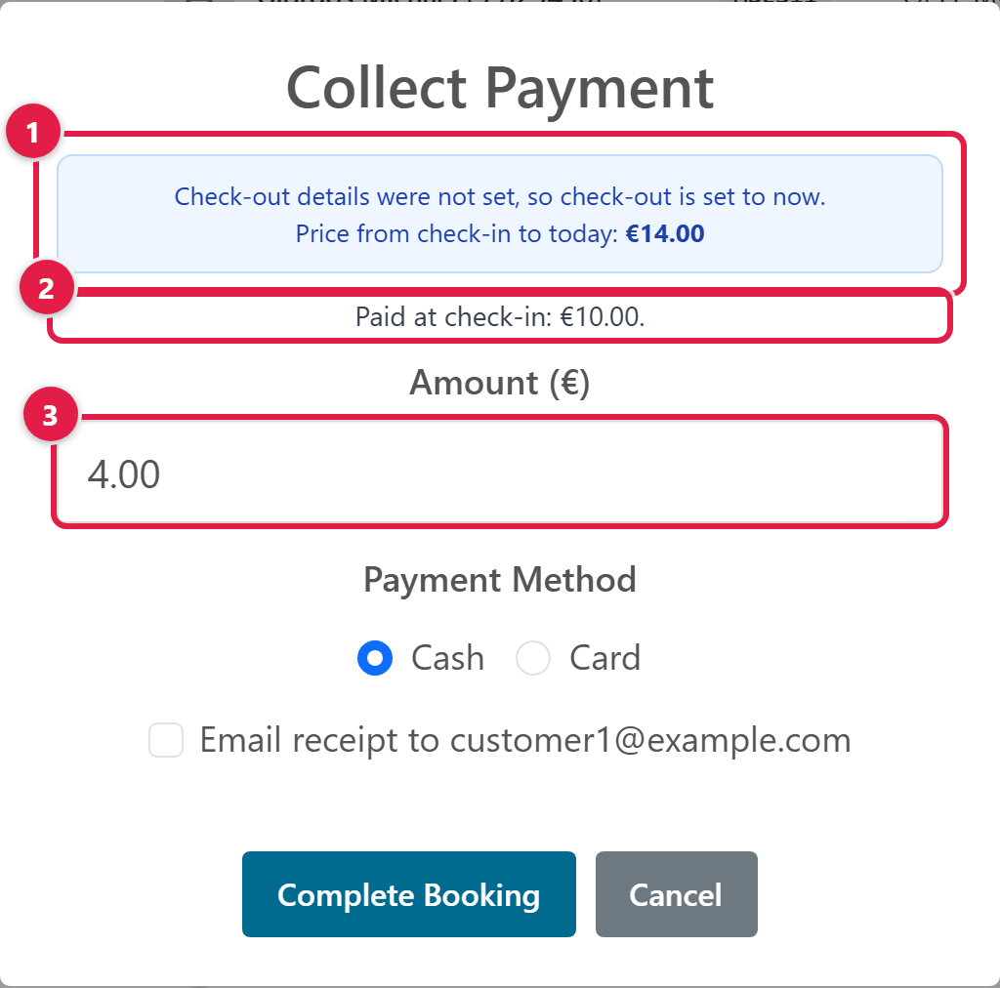 Collect Payment
1
Check-out details were not set, so check-out is set to now.
Price from check-in to today: €14.00
2
Paid at check-in: €10.00.
Amount (€)
3
4.00
Payment Method
Cash Card
Email receipt to customer1@example.com
Complete Booking Cancel